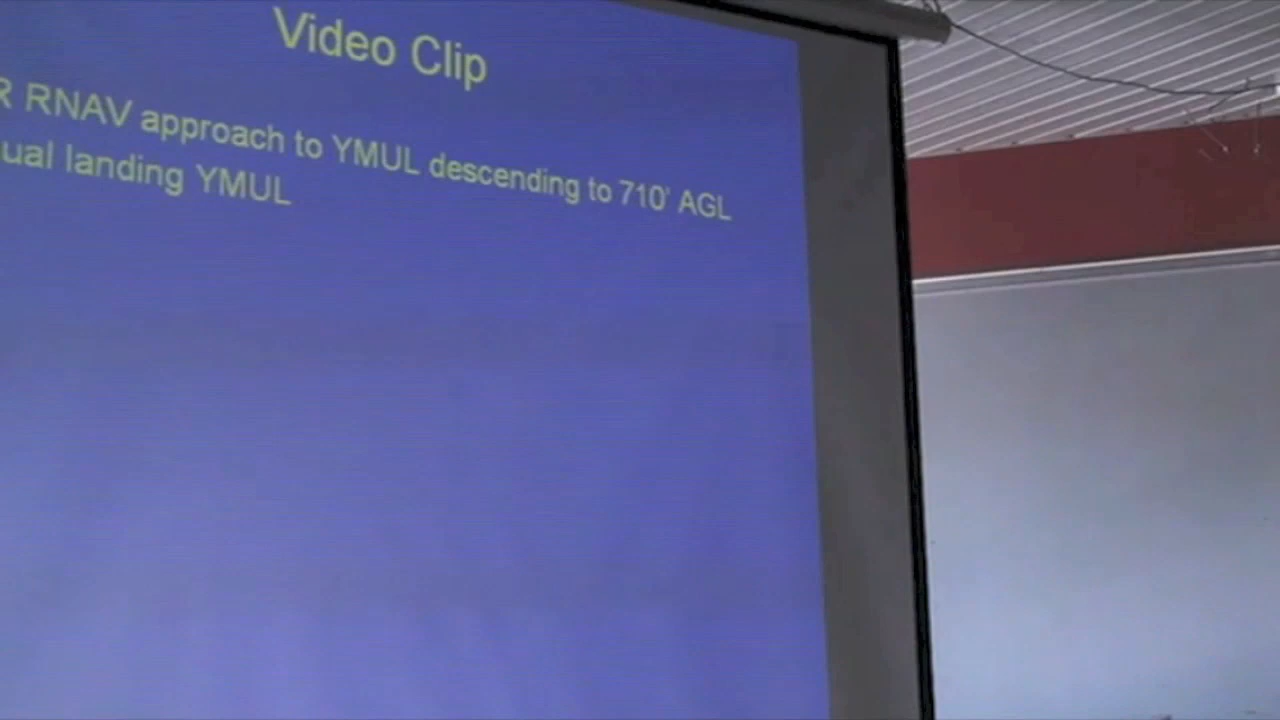 Video Clip
R RNAV approach to YMUL descending to 710' AGL
ual landing YMUL